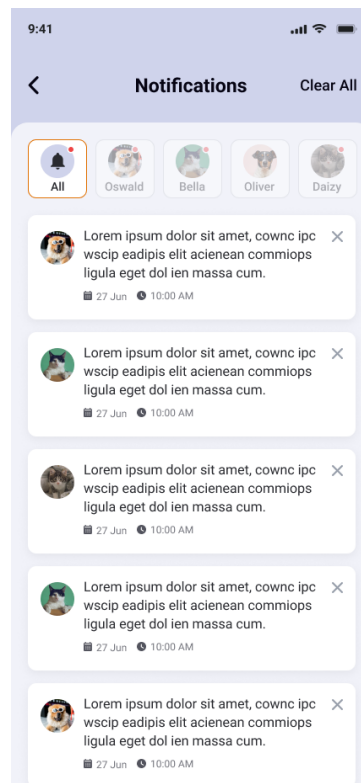 9:41
Notifications
Clear All
All
Oswald
Bella
Oliver
Daizy
Lorem ipsum dolor sit amet, cownc ipc
wscip eadipis elit acienean commiops
ligula eget dol ien massa cum.
27 Jun 10:00 AM
Lorem ipsum dolor sit amet, cownc ipc
wscip eadipis elit acienean commiops
ligula eget dol ien massa cum.
27 Jun 10:00 AM
Lorem ipsum dolor sit amet, cownc ipc
wscip eadipis elit acienean commiops
ligula eget dol ien massa cum.
27 Jun 10:00 AM
Lorem ipsum dolor sit amet, cownc ipc
wscip eadipis elit acienean commiops
ligula eget dol ien massa cum.
27 Jun 10:00 AM
Lorem ipsum dolor sit amet, cownc ipc
wscip eadipis elit acienean commiops
ligula eget dol ien massa cum.
27 Jun 10:00 AM